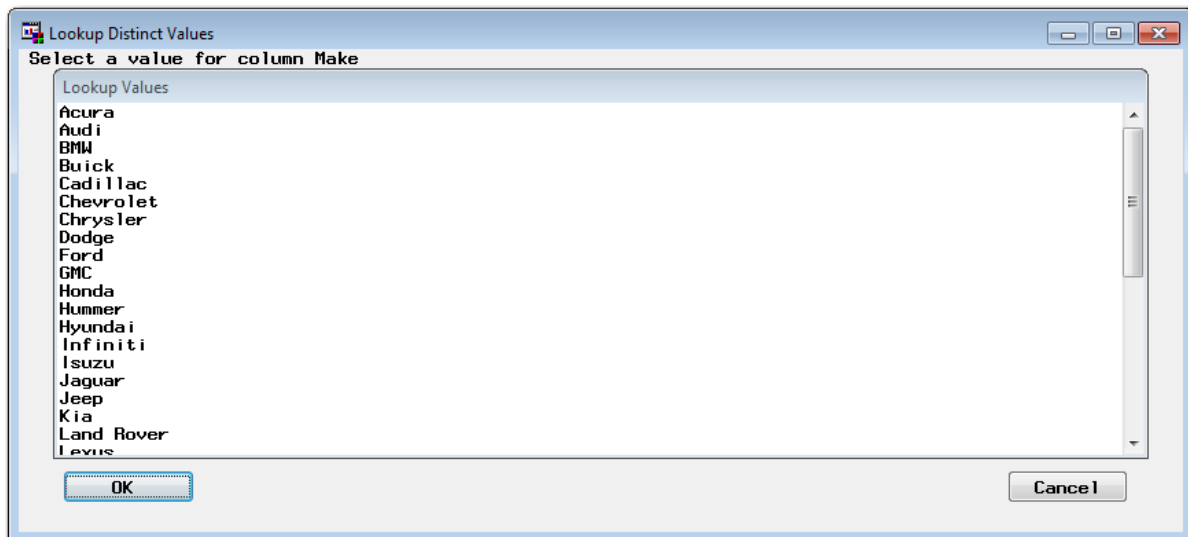 Lookup Distinct Values
Select a value for column Make
Lookup Values
Acura
Audi
BMW
Buick
Cadillac
Chevrolet
Chrysler
Dodge
Ford
GMC
Honda
Hummer
Hyundai
Infiniti
Isuzu
Jaguar
Jeep
Kia
Land Rover
Lexus
OK Cancel